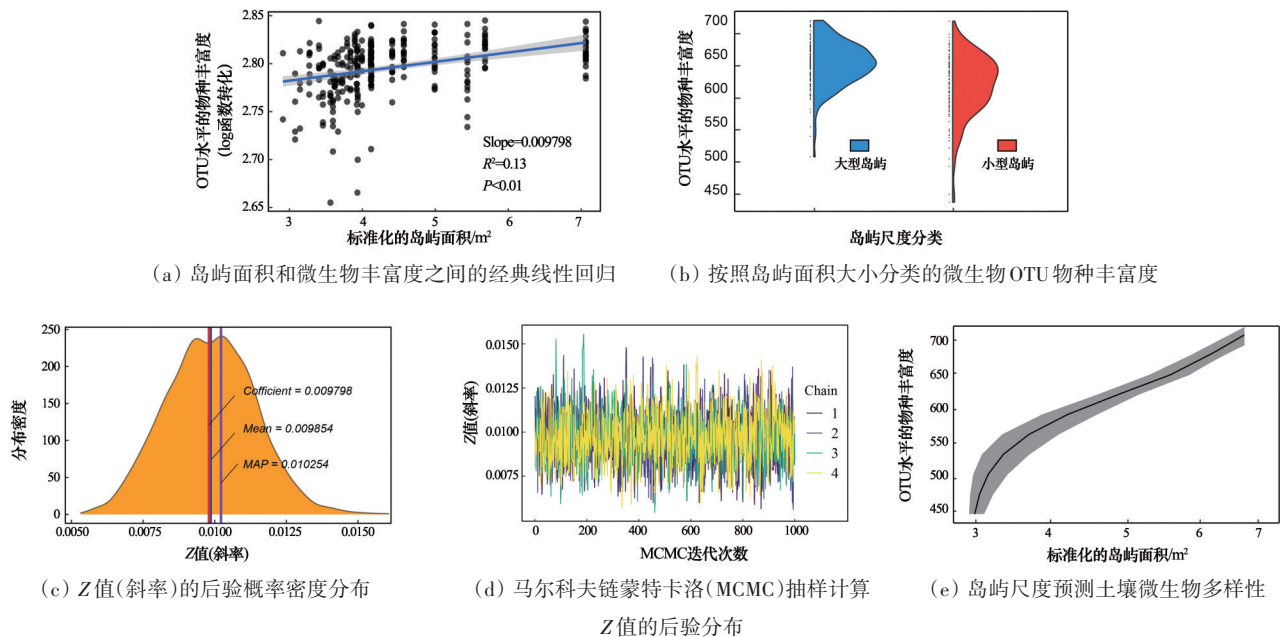 OTU水平的物种丰富度
(log函数转化)
2.85
2.80
2.75
2.70
2.65
Slope=0.009798
R²=0.13
P<0.01
3 4 5 6 7
标准化的岛屿面积/m²
(a) 岛屿面积和微生物丰富度之间的经典线性回归
OTU水平的物种丰富度
700
650
600
550
500
450
大型岛屿
小型岛屿
岛屿尺度分类
(b) 按照岛屿面积大小分类的微生物OTU物种丰富度
分布密度
250
200
150
100
50
0
Cofficient = 0.009798
Mean = 0.009854
MAP = 0.010254
0.0050 0.0075 0.0100 0.0125 0.0150
Z值(斜率)
(c) Z值(斜率)的后验概率密度分布
Z值(斜率)
0.0150
0.0125
0.0100
0.0075
Chain
1
2
3
4
0 200 400 600 800 1000
MCMC迭代次数
(d) 马尔科夫链蒙特卡洛(MCMC)抽样计算
Z值的后验分布
OTU水平的物种丰富度
700
650
600
550
500
450
3 4 5 6 7
标准化的岛屿面积/m²
(e) 岛屿尺度预测土壤微生物多样性